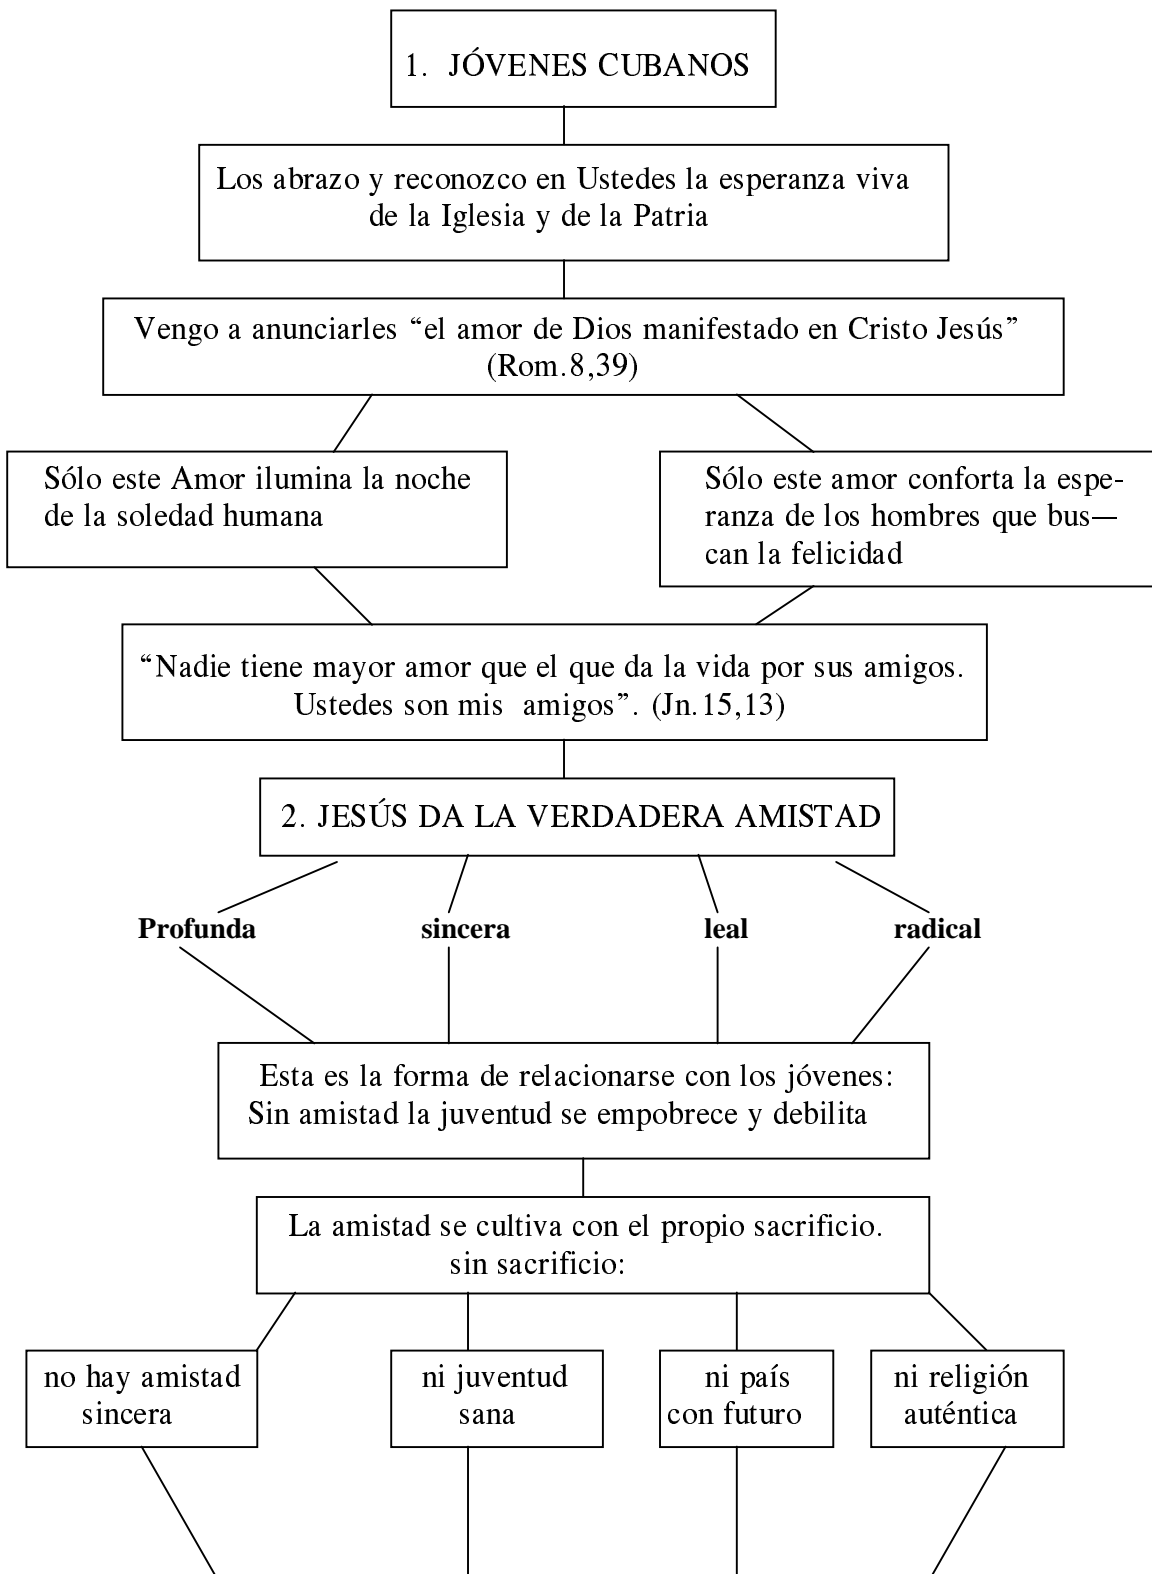 1. JÓVENES CUBANOS
Los abrazo y reconozco en Ustedes la esperanza viva
de la Iglesia y de la Patria
Vengo a anunciarles “el amor de Dios manifestado en Cristo Jesús”
(Rom.8,39)
Sólo este Amor ilumina la noche
de la soledad humana
Sólo este amor conforta la espe-
ranza de los hombres que bus—
can la felicidad
“Nadie tiene mayor amor que el que da la vida por sus amigos.
Ustedes son mis amigos”. (Jn.15,13)
2. JESÚS DA LA VERDADERA AMISTAD
Profunda sincera leal radical
Esta es la forma de relacionarse con los jóvenes:
Sin amistad la juventud se empobrece y debilita
La amistad se cultiva con el propio sacrificio.
sin sacrificio:
no hay amistad
sincera
ni juventud
sana
ni país
con futuro
ni religión
auténtica